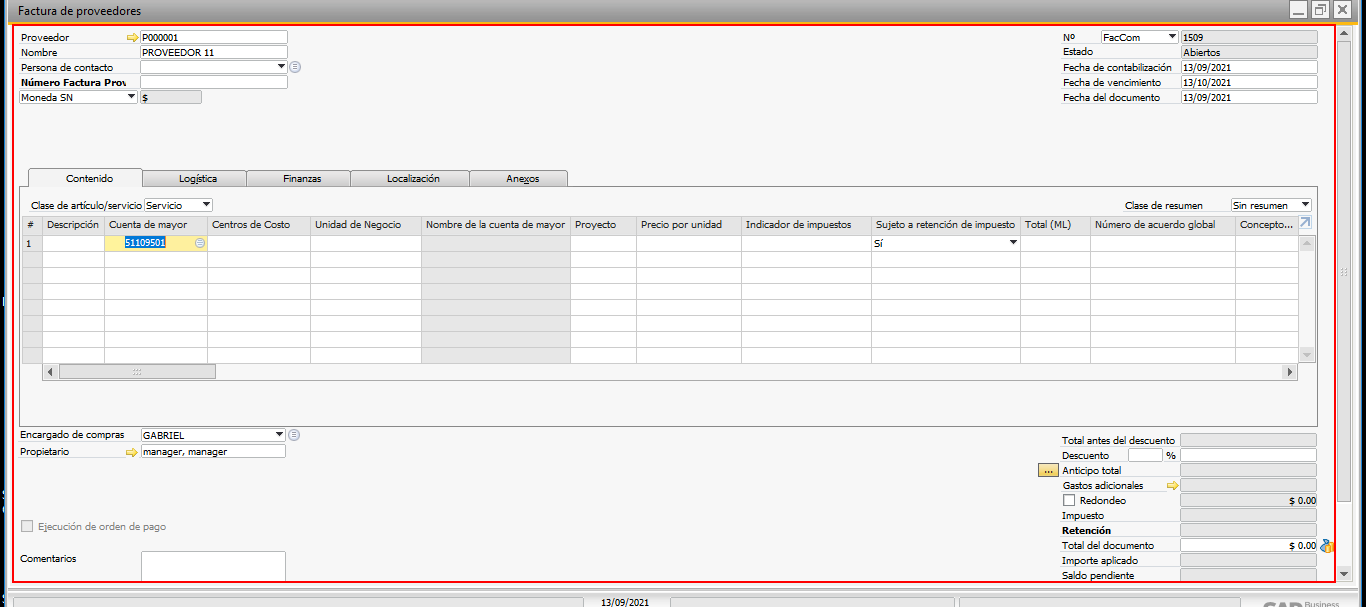 Factura de proveedores
Proveedor P000001
Nombre PROVEEDOR 11
Persona de contacto
Número Factura Prov
Moneda SN $
Nº FacCom 1509
Estado Abiertos
Fecha de contabilización 13/09/2021
Fecha de vencimiento 13/10/2021
Fecha del documento 13/09/2021
Contenido Logística Finanzas Localización Anexos
Clase de artículo/servicio Servicio Clase de resumen Sin resumen
# Descripción Cuenta de mayor Centros de Costo Unidad de Negocio Nombre de la cuenta de mayor Proyecto Precio por unidad Indicador de impuestos Sujeto a retención de impuesto Total (ML) Número de acuerdo global Concepto...
1 51109501 Sí
Encargado de compras GABRIEL
Propietario manager, manager
Ejecución de orden de pago
Comentarios
Total antes del descuento
Descuento %
... Anticipo total
Gastos adicionales
Redondeo $ 0.00
Impuesto
Retención
Total del documento $ 0.00
Importe aplicado
Saldo pendiente
13/09/2021
SAP Business